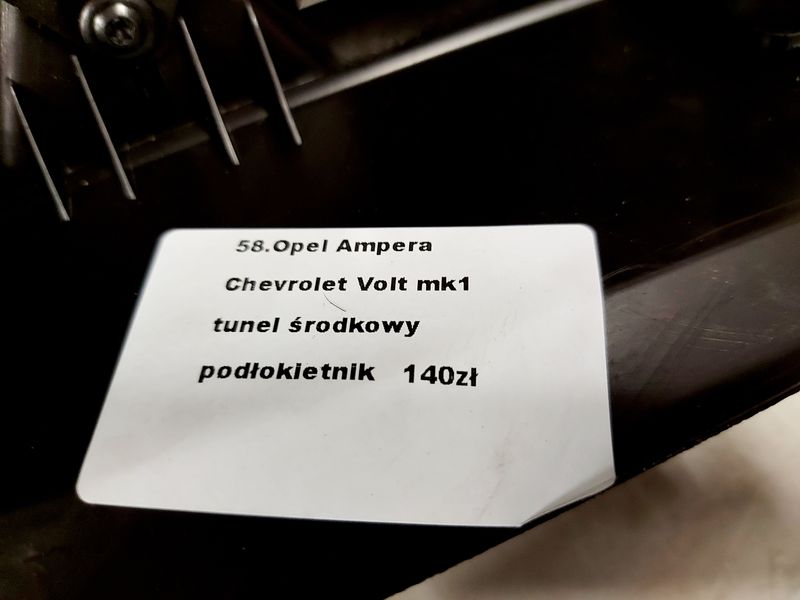 58.Opel Ampera
Chevrolet Volt mk1
tunel środkowy
podłokietnik 140zł